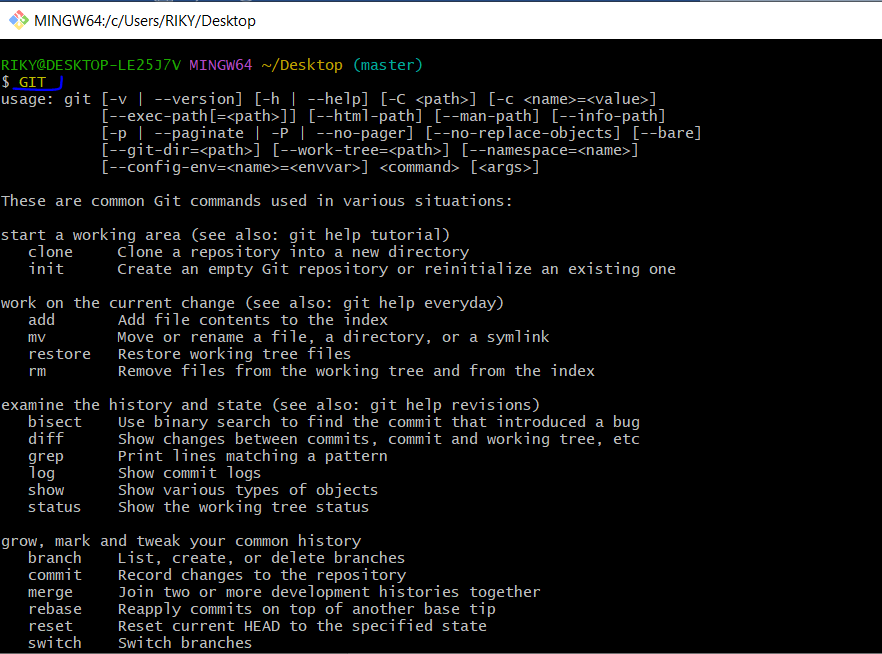 MINGW64:/c/Users/RIKY/Desktop
RIKY@DESKTOP-LE25J7V MINGW64 ~/Desktop (master)
$ GIT
usage: git [-v | --version] [-h | --help] [-C <path>] [-c <name>=<value>]
           [--exec-path[=<path>]] [--html-path] [--man-path] [--info-path]
           [-p | --paginate | -P | --no-pager] [--no-replace-objects] [--bare]
           [--git-dir=<path>] [--work-tree=<path>] [--namespace=<name>]
           [--config-env=<name>=<envvar>] <command> [<args>]

These are common Git commands used in various situations:

start a working area (see also: git help tutorial)
   clone     Clone a repository into a new directory
   init      Create an empty Git repository or reinitialize an existing one

work on the current change (see also: git help everyday)
   add       Add file contents to the index
   mv        Move or rename a file, a directory, or a symlink
   restore   Restore working tree files
   rm        Remove files from the working tree and from the index

examine the history and state (see also: git help revisions)
   bisect    Use binary search to find the commit that introduced a bug
   diff      Show changes between commits, commit and working tree, etc
   grep      Print lines matching a pattern
   log       Show commit logs
   show      Show various types of objects
   status    Show the working tree status

grow, mark and tweak your common history
   branch    List, create, or delete branches
   commit    Record changes to the repository
   merge     Join two or more development histories together
   rebase    Reapply commits on top of another base tip
   reset     Reset current HEAD to the specified state
   switch    Switch branches